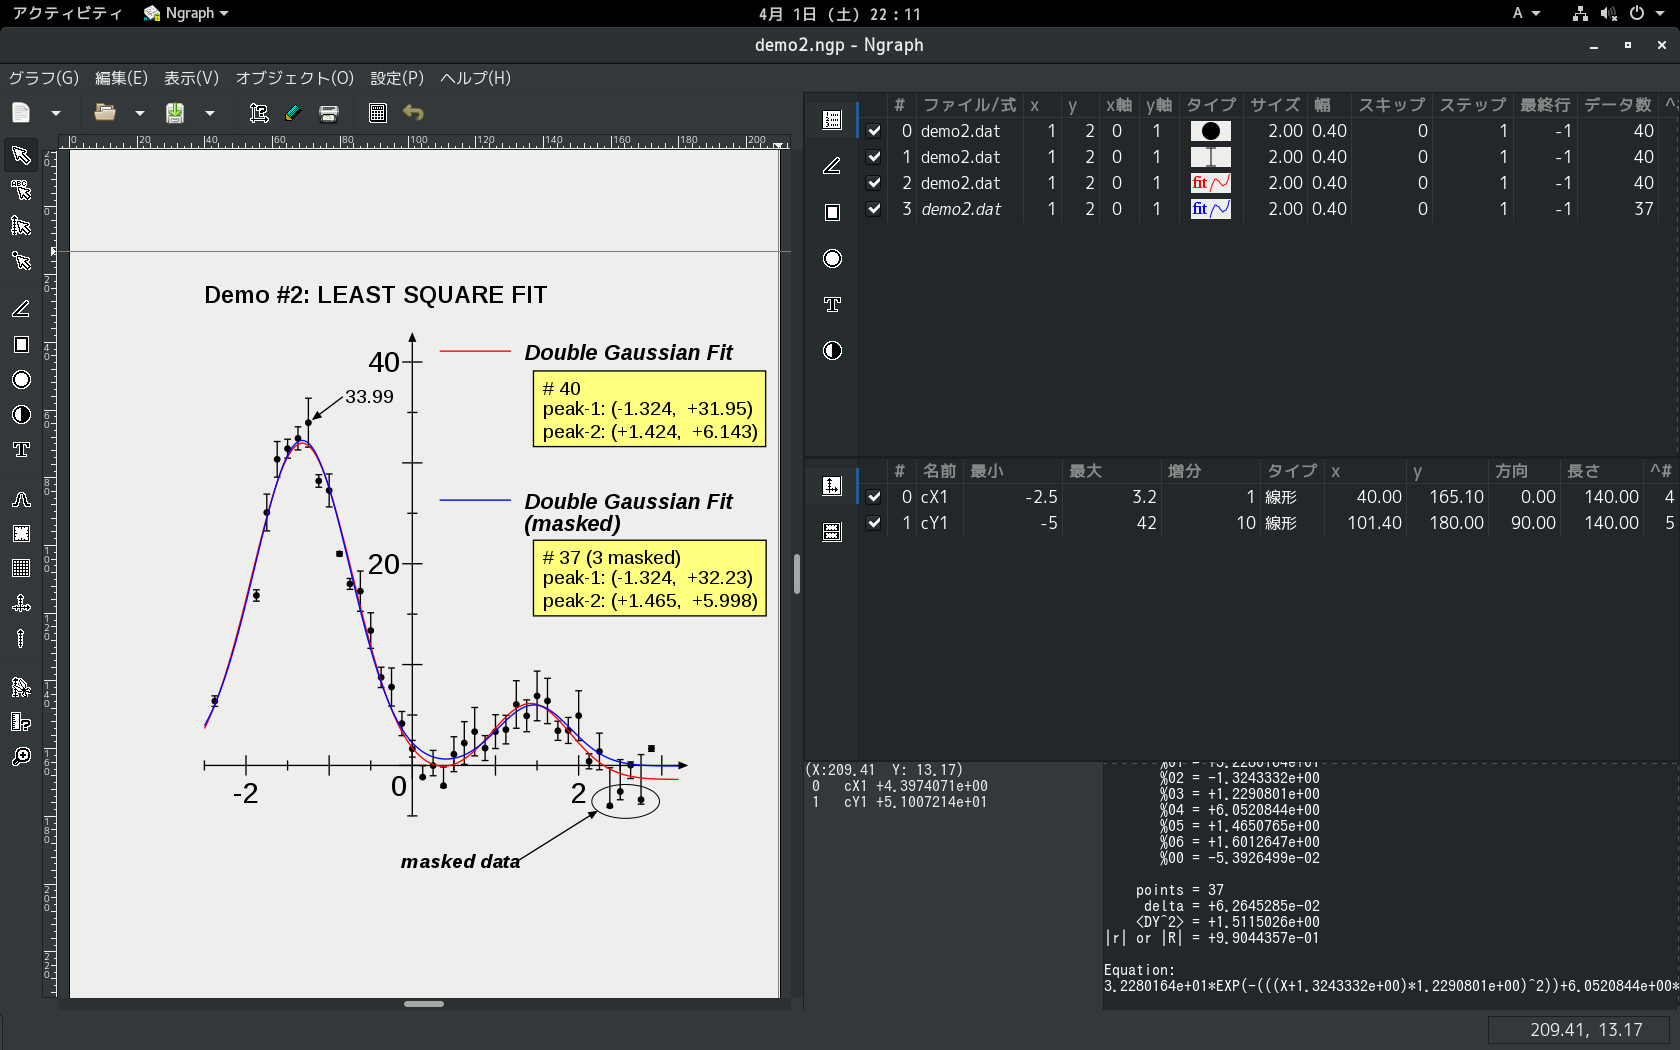 アクティビティ Ngraph 4月 1日 (土) 22：11 A
demo2.ngp - Ngraph
グラフ(G) 編集(E) 表示(V) オブジェクト(O) 設定(P) ヘルプ(H)
# ファイル/式 x y x軸 y軸 タイプ サイズ 幅 スキップ ステップ 最終行 データ数
0 demo2.dat 1 2 0 1 2.00 0.40 0 1 -1 40
1 demo2.dat 1 2 0 1 2.00 0.40 0 1 -1 40
2 demo2.dat 1 2 0 1 fit 2.00 0.40 0 1 -1 40
3 demo2.dat 1 2 0 1 fit 2.00 0.40 0 1 -1 37
0 20 40 60 80 100 120 140 160 180 200
Demo #2: LEAST SQUARE FIT
40
20
0
-2
2
33.99
Double Gaussian Fit
# 40
peak-1: (-1.324, +31.95)
peak-2: (+1.424, +6.143)
Double Gaussian Fit
(masked)
# 37 (3 masked)
peak-1: (-1.324, +32.23)
peak-2: (+1.465, +5.998)
masked data
# 名前 最小 最大 増分 タイプ x y 方向 長さ ^#
0 cX1 -2.5 3.2 1 線形 40.00 165.10 0.00 140.00 4
1 cY1 -5 42 10 線形 101.40 180.00 90.00 140.00 5
(X:209.41 Y: 13.17)
0 cX1 +4.3974071e+00
1 cY1 +5.1007214e+01
%02 = -1.3243332e+00
%03 = +1.2290801e+00
%04 = +6.0520844e+00
%05 = +1.4650765e+00
%06 = +1.6012647e+00
%00 = -5.3926499e-02
points = 37
delta = +6.2645285e-02
<DY^2> = +1.5115026e+00
|r| or |R| = +9.9044357e-01
Equation:
3.2280164e+01*EXP(-(((X+1.3243332e+00)*1.2290801e+00)^2))+6.0520844e+00*
209.41, 13.17